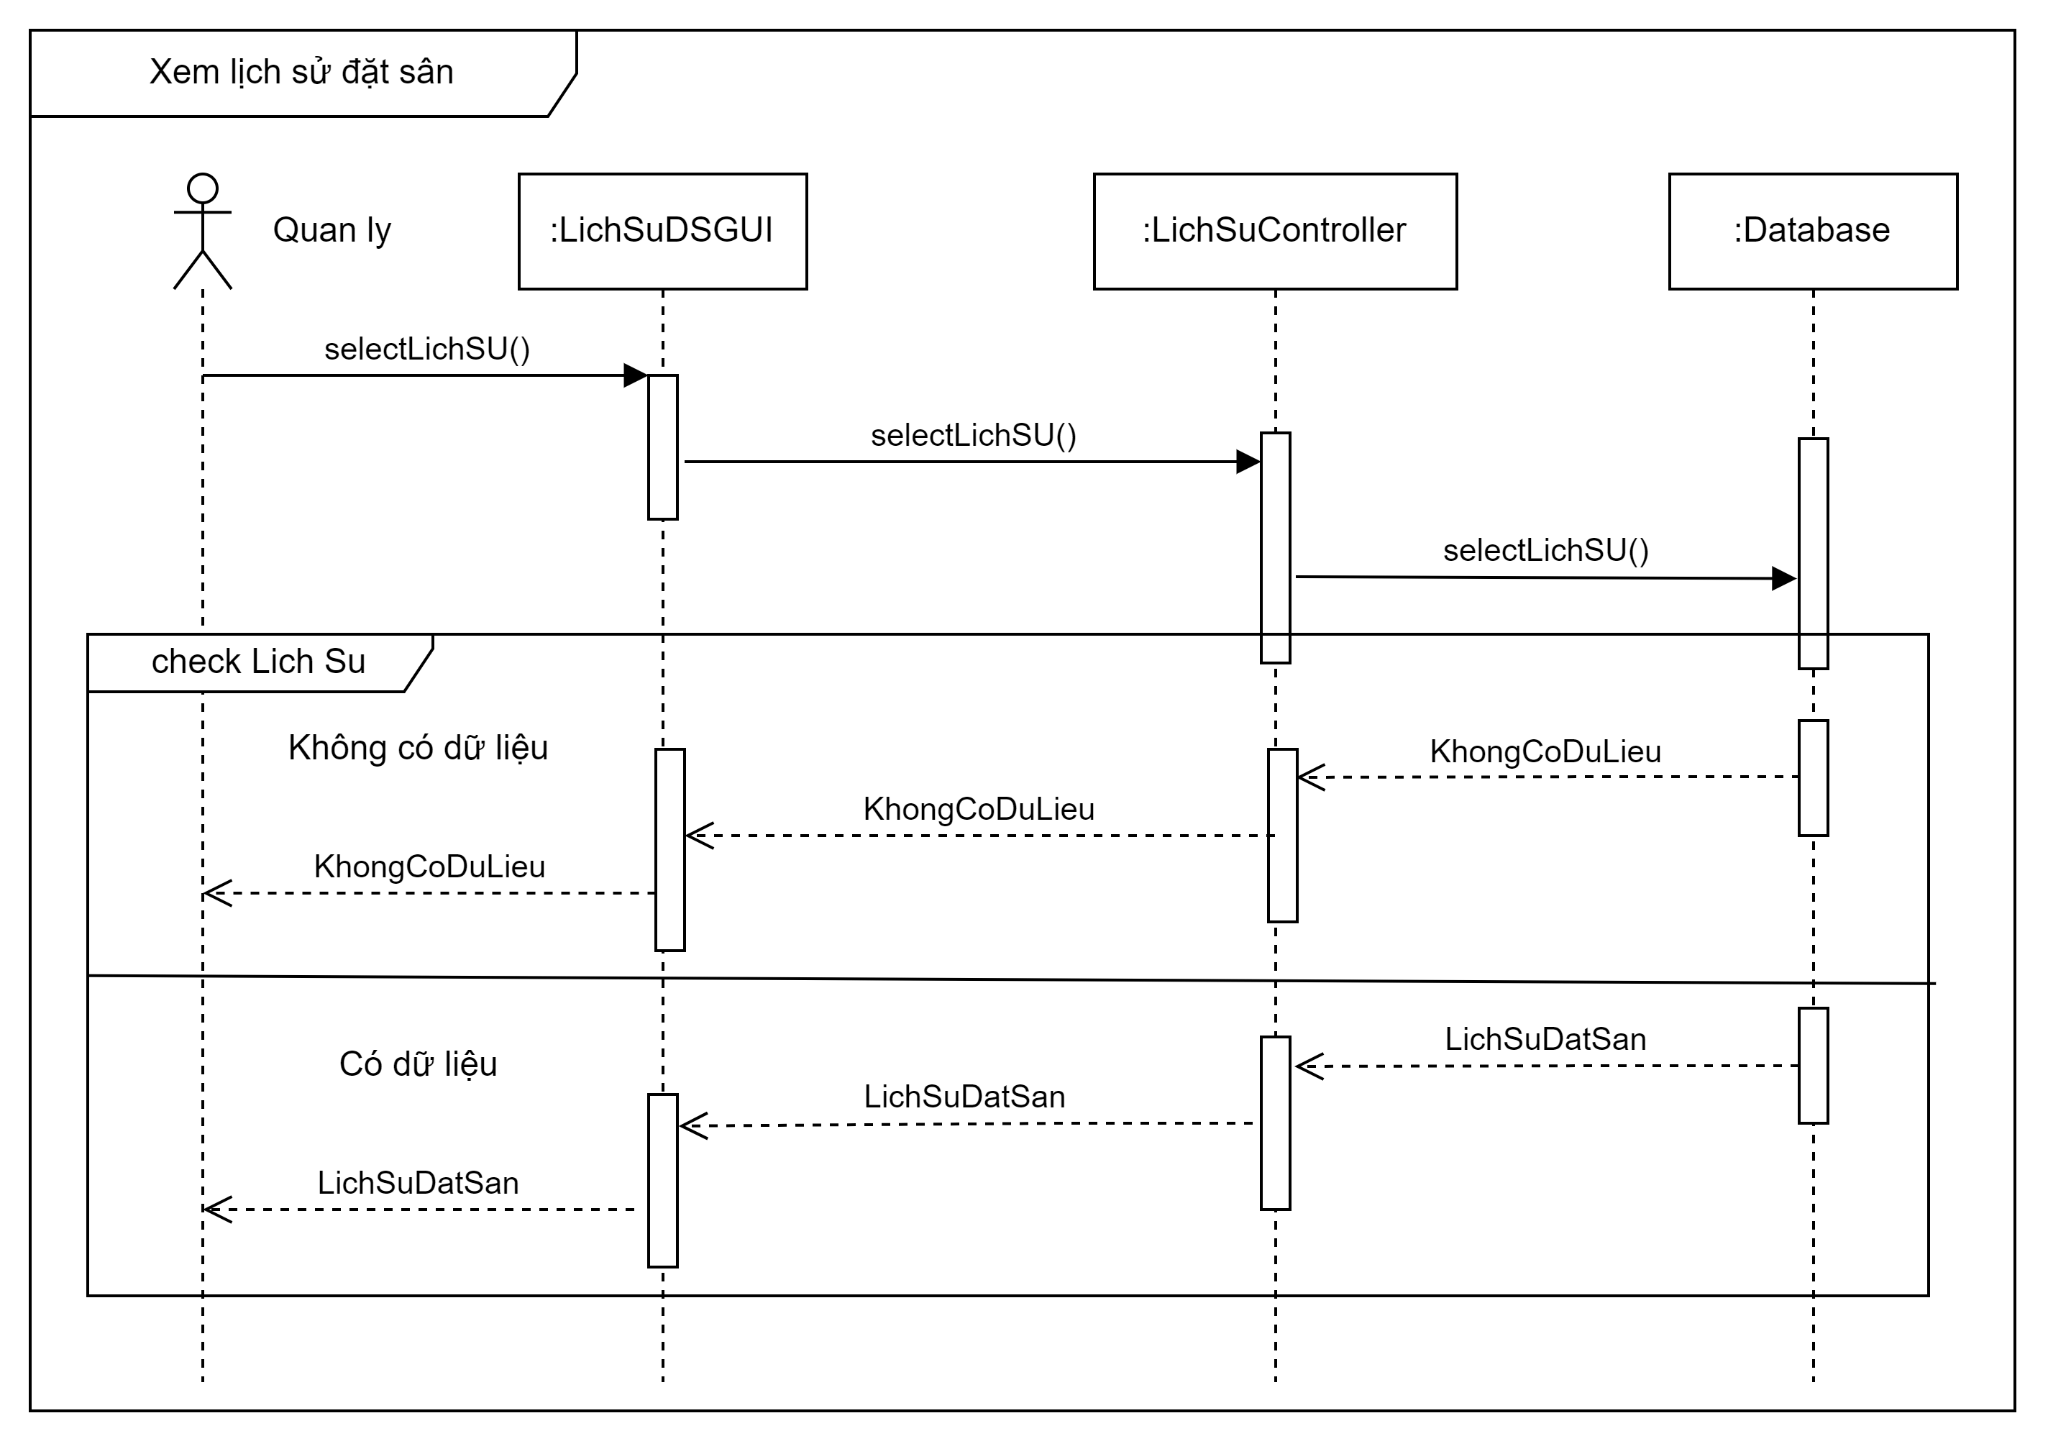 Xem lịch sử đặt sân
Quan ly
:LichSuDSGUI
:LichSuController
:Database
selectLichSU()
selectLichSU()
selectLichSU()
check Lich Su
Không có dữ liệu
KhongCoDuLieu
KhongCoDuLieu
KhongCoDuLieu
Có dữ liệu
LichSuDatSan
LichSuDatSan
LichSuDatSan